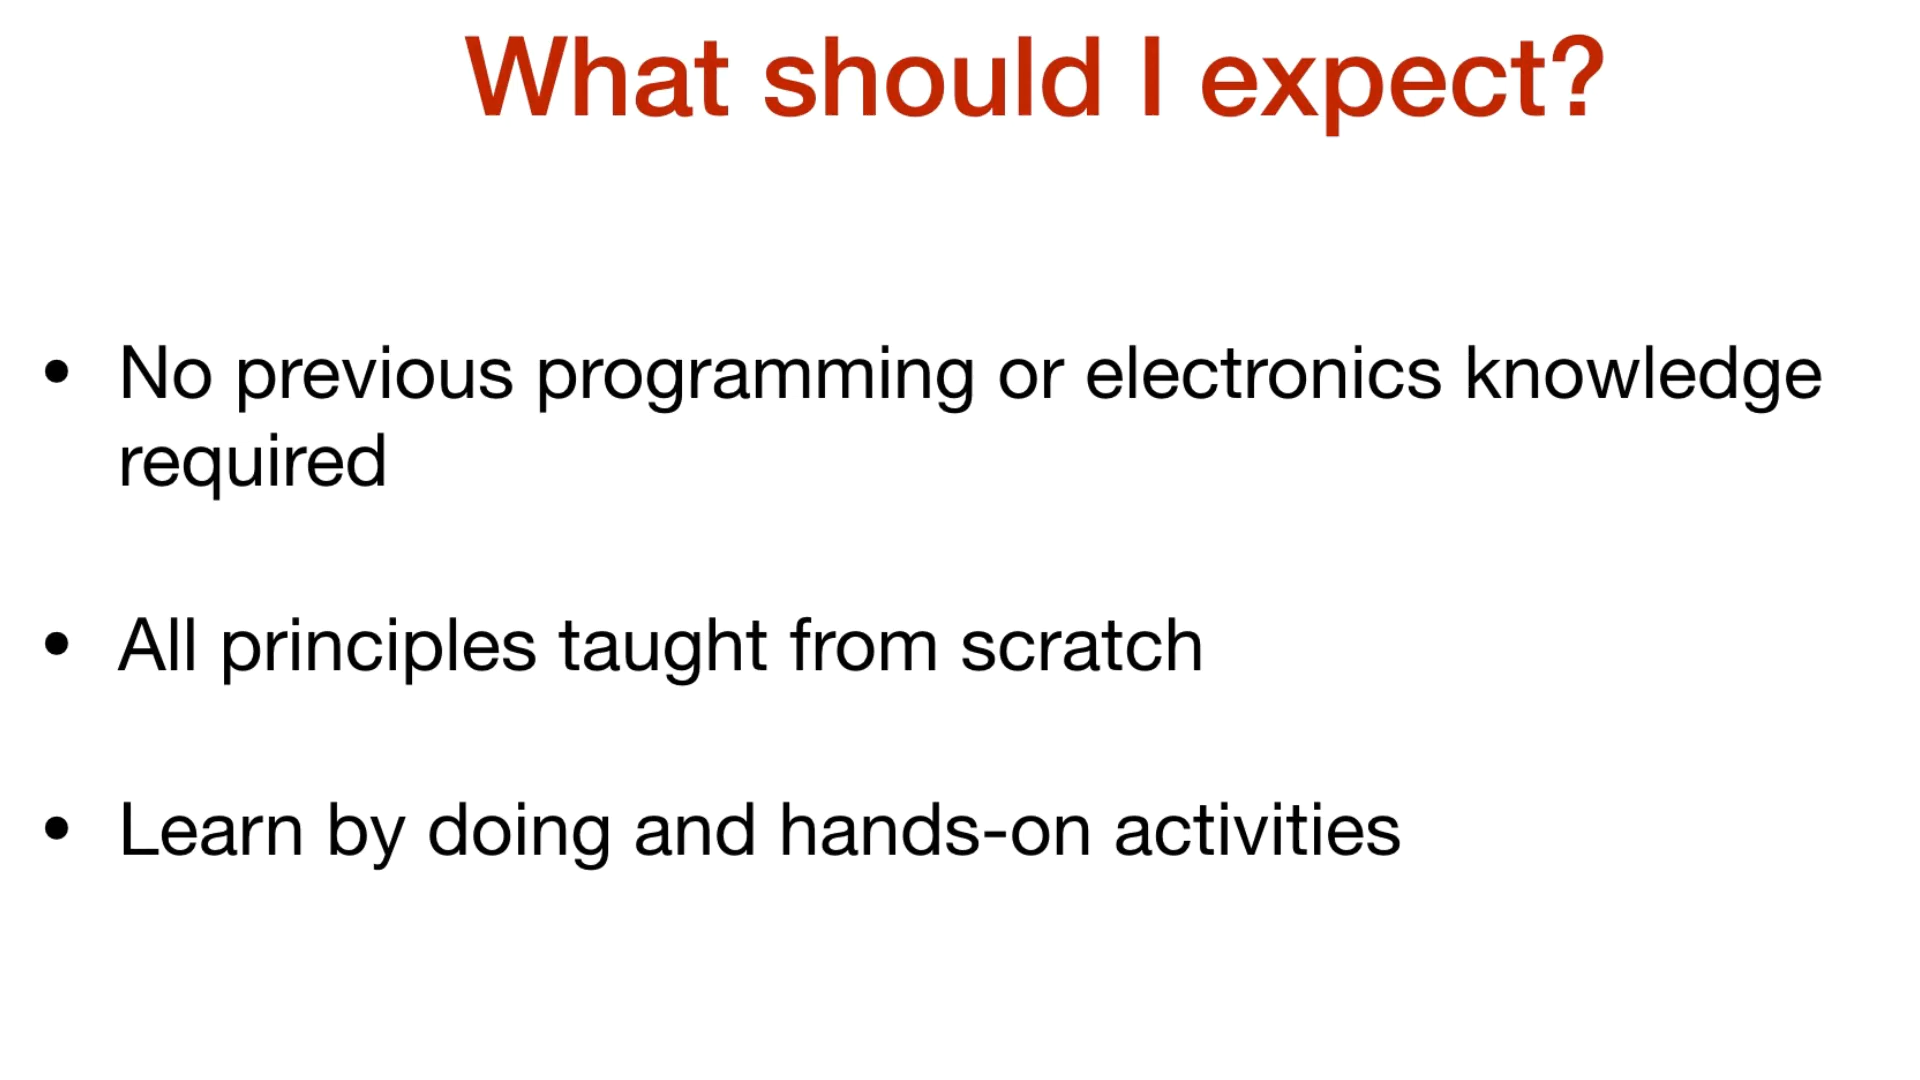 What should I expect?
• No previous programming or electronics knowledge
required
• All principles taught from scratch
• Learn by doing and hands-on activities